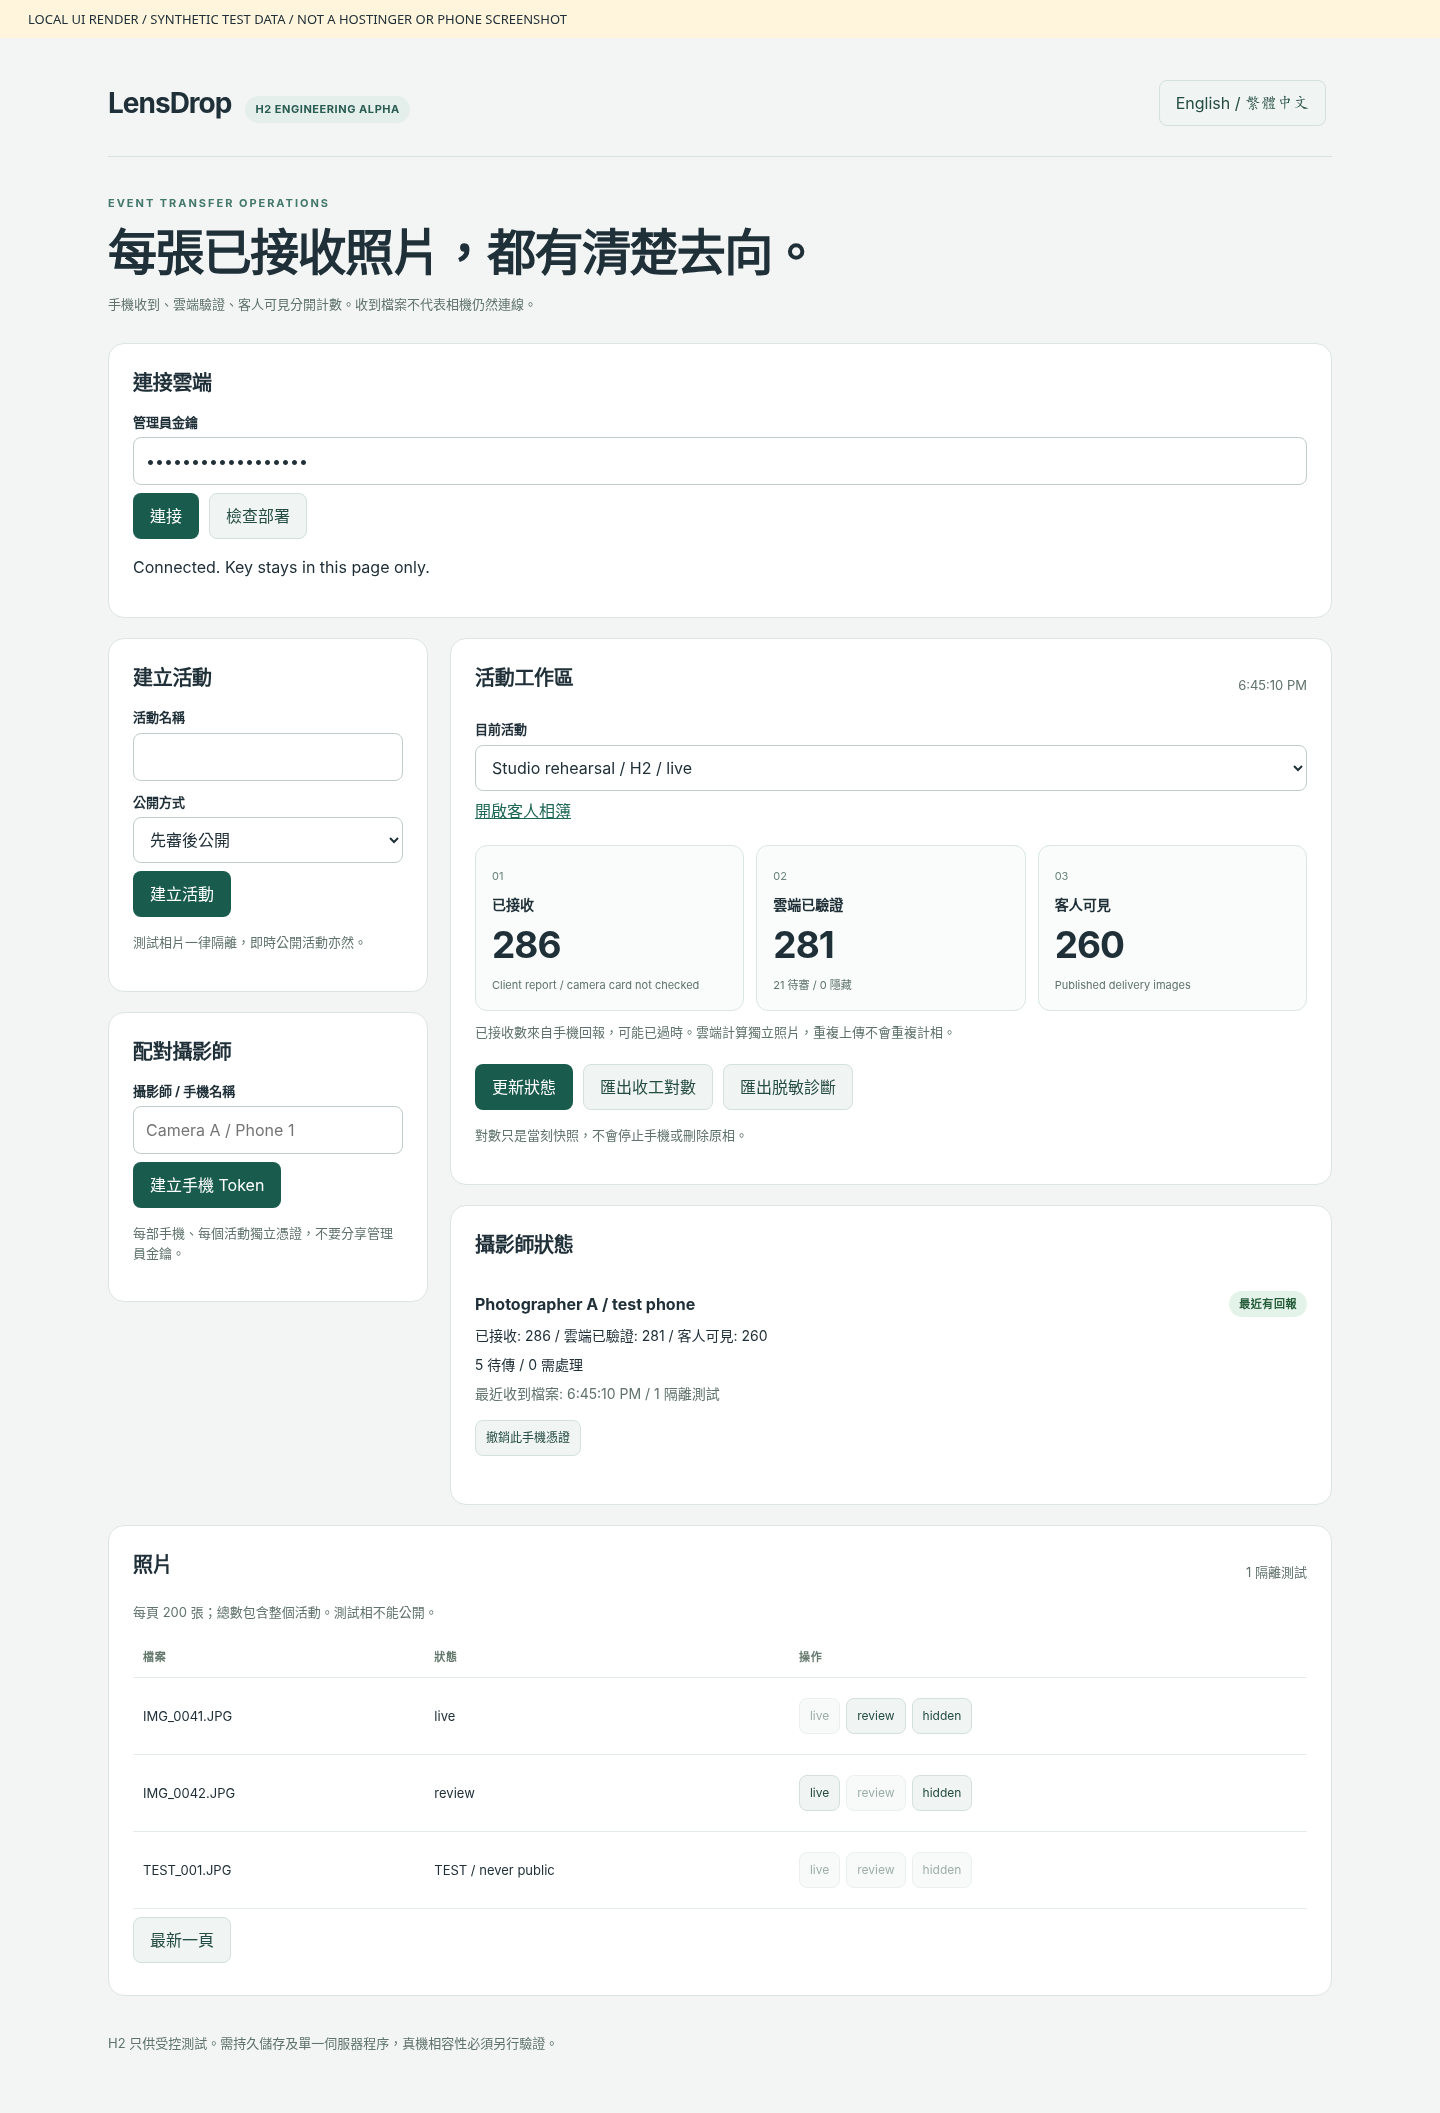 LOCAL UI RENDER / SYNTHETIC TEST DATA / NOT A HOSTINGER OR PHONE SCREENSHOT
LensDrop
H2 ENGINEERING ALPHA
English / 繁體中文
EVENT TRANSFER OPERATIONS
每張已接收照片，都有清楚去向。
手機收到、雲端驗證、客人可見分開計數。收到檔案不代表相機仍然連線。
連接雲端
管理員金鑰
••••••••••••••••••
連接
檢查部署
Connected. Key stays in this page only.
建立活動
活動名稱
公開方式
先審後公開
建立活動
測試相片一律隔離，即時公開活動亦然。
配對攝影師
攝影師 / 手機名稱
Camera A / Phone 1
建立手機 Token
每部手機、每個活動獨立憑證，不要分享管理
員金鑰。
活動工作區
6:45:10 PM
目前活動
Studio rehearsal / H2 / live
開啟客人相簿
01
已接收
286
Client report / camera card not checked
02
雲端已驗證
281
21 待審 / 0 隱藏
03
客人可見
260
Published delivery images
已接收數來自手機回報，可能已過時。雲端計算獨立照片，重複上傳不會重複計相。
更新狀態
匯出收工對數
匯出脱敏診斷
對數只是當刻快照，不會停止手機或刪除原相。
攝影師狀態
Photographer A / test phone
最近有回報
已接收: 286 / 雲端已驗證: 281 / 客人可見: 260
5 待傳 / 0 需處理
最近收到檔案: 6:45:10 PM / 1 隔離測試
撤銷此手機憑證
照片
1 隔離測試
每頁 200 張；總數包含整個活動。測試相不能公開。
檔案
狀態
操作
IMG_0041.JPG
live
live
review
hidden
IMG_0042.JPG
review
live
review
hidden
TEST_001.JPG
TEST / never public
live
review
hidden
最新一頁
H2 只供受控測試。需持久儲存及單一伺服器程序，真機相容性必須另行驗證。